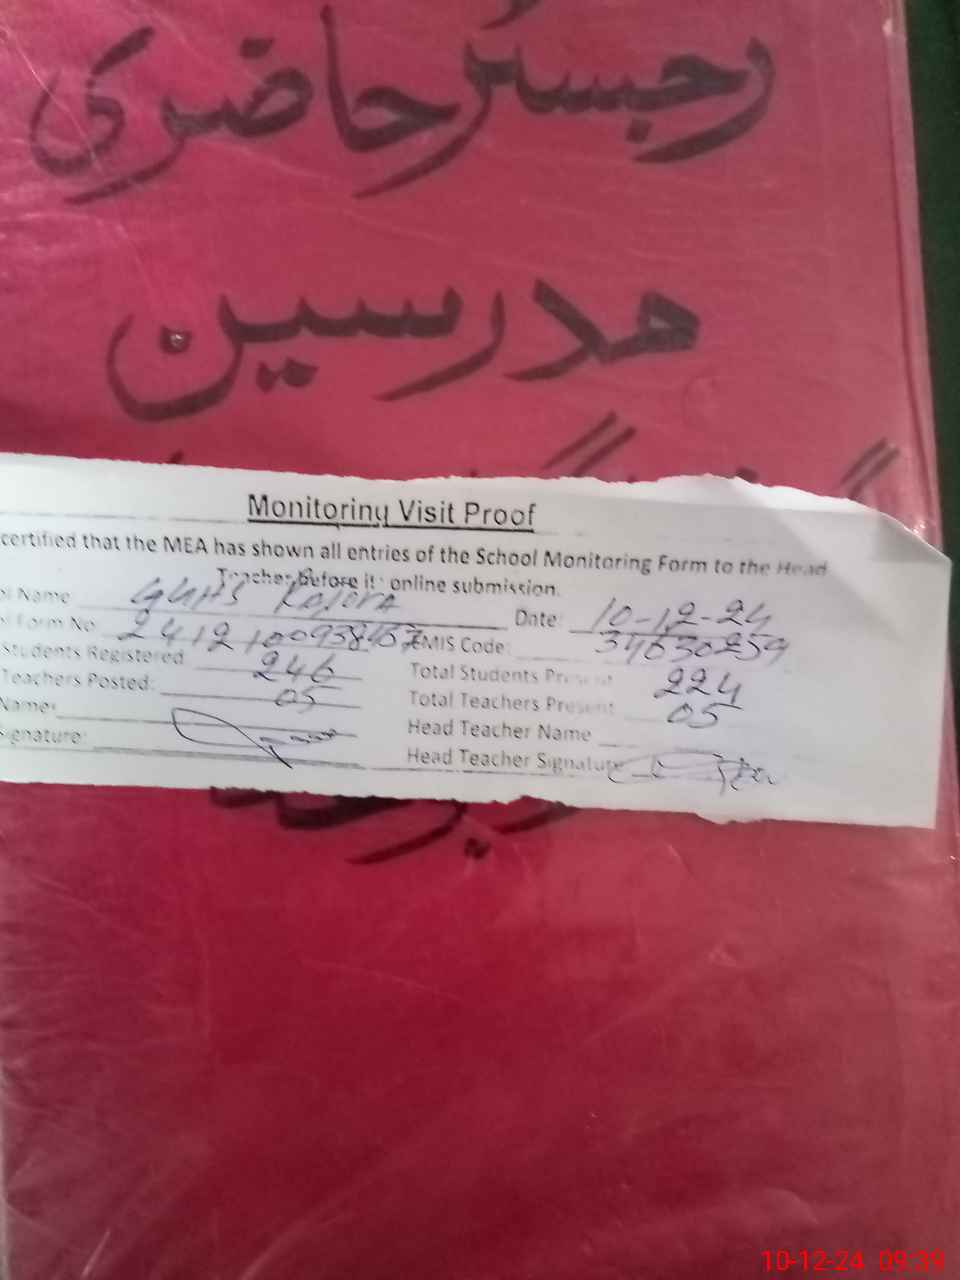 رجسٹر حاضری
مدرسین
Monitoring Visit Proof
certified that the MEA has shown all entries of the School Monitoring Form to the Head
Teacher before its online submission.
Name GGHS Date: 10-12-24
Form No: EMIS Code: 34630259
Students Registered 246 Total Students Present 224
Teachers Posted: 05 Total Teachers Present 05
Name: Head Teacher Name
Signature: Head Teacher Signature
10-12-24 09:39